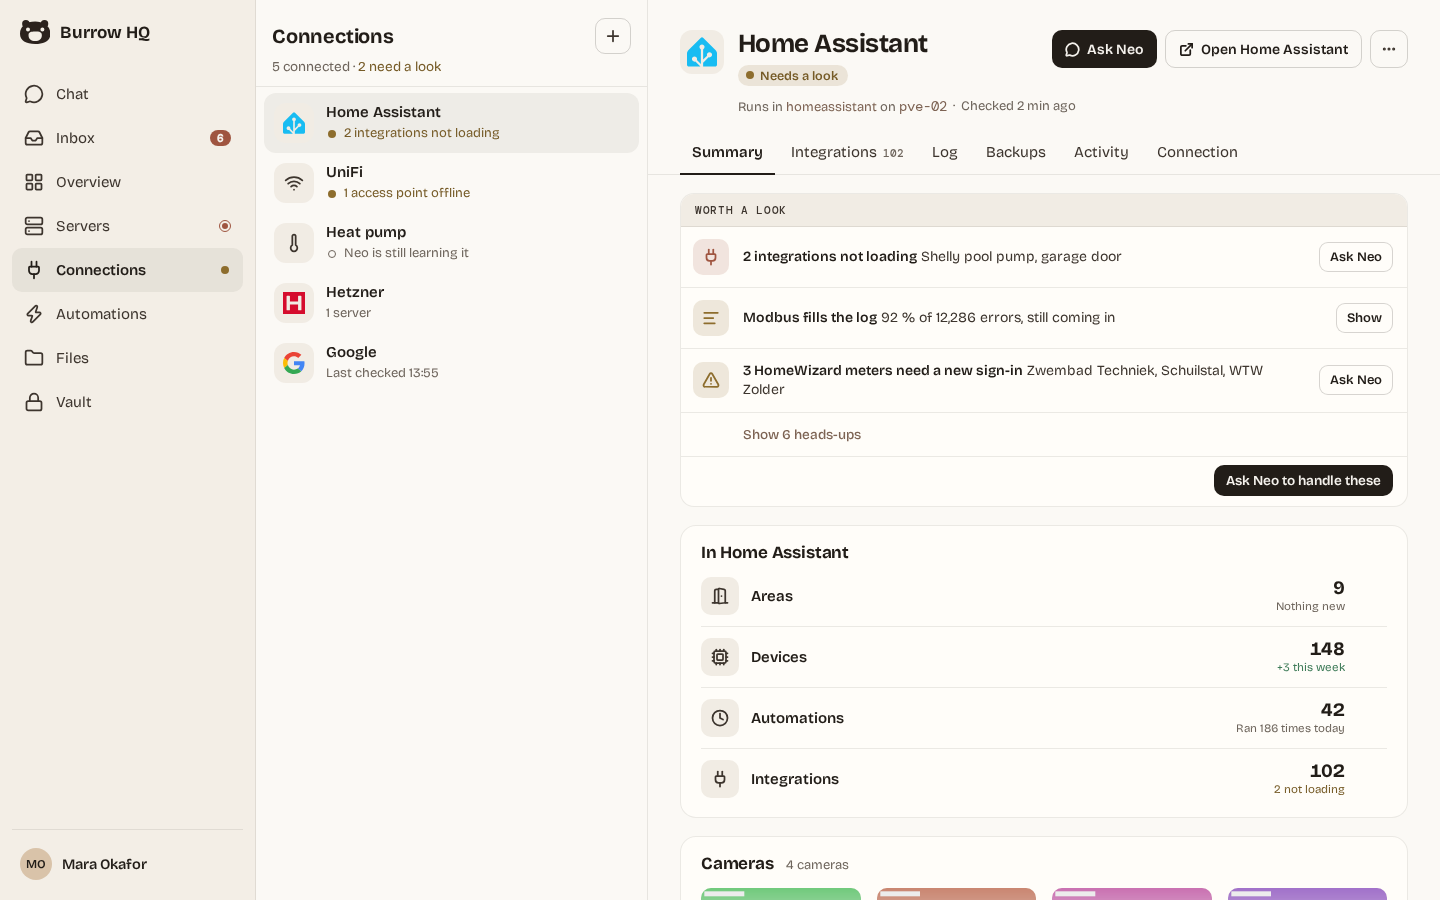 Burrow HQ
Chat
Inbox 6
Overview
Servers
Connections
Automations
Files
Vault
MO Mara Okafor
Connections
5 connected · 2 need a look
Home Assistant
2 integrations not loading
UniFi
1 access point offline
Heat pump
Neo is still learning it
Hetzner
1 server
Google
Last checked 13:55
Home Assistant
Needs a look
Runs in homeassistant on pve-02 · Checked 2 min ago
Ask Neo
Open Home Assistant
Summary Integrations 102 Log Backups Activity Connection
WORTH A LOOK
2 integrations not loading Shelly pool pump, garage door Ask Neo
Modbus fills the log 92 % of 12,286 errors, still coming in Show
3 HomeWizard meters need a new sign-in Zwembad Techniek, Schuilstal, WTW
Zolder
Ask Neo
Show 6 heads-ups
Ask Neo to handle these
In Home Assistant
Areas 9
Nothing new
Devices 148
+3 this week
Automations 42
Ran 186 times today
Integrations 102
2 not loading
Cameras 4 cameras